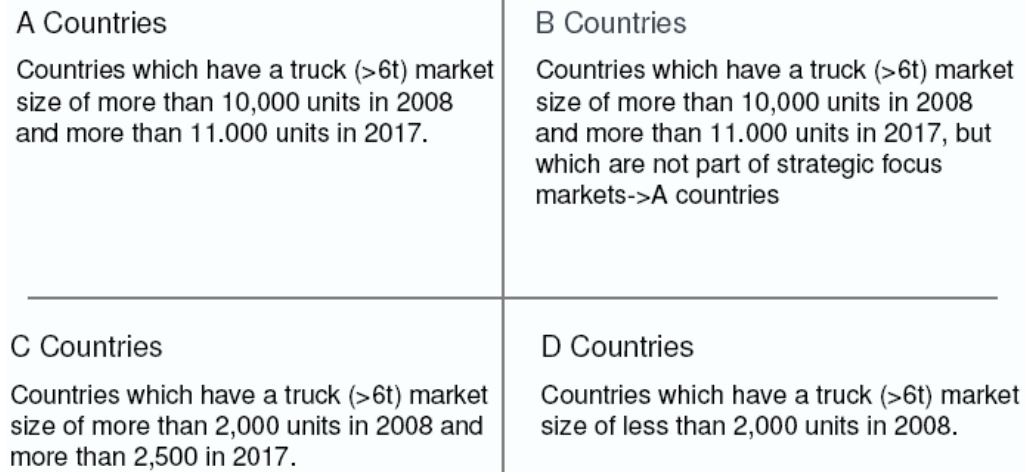 A Countries
Countries which have a truck (>6t) market
size of more than 10,000 units in 2008
and more than 11.000 units in 2017.
B Countries
Countries which have a truck (>6t) market
size of more than 10,000 units in 2008
and more than 11.000 units in 2017, but
which are not part of strategic focus
markets->A countries
C Countries
Countries which have a truck (>6t) market
size of more than 2,000 units in 2008 and
more than 2,500 in 2017.
D Countries
Countries which have a truck (>6t) market
size of less than 2,000 units in 2008.